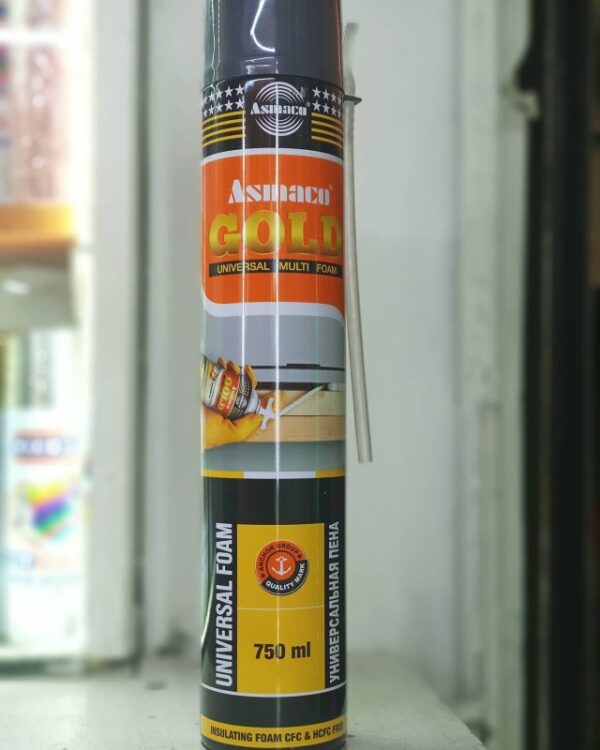 Asmaco
Asmaco
GOLD
UNIVERSAL MULTI FOAM
GOLD
UNIVERSAL FOAM
ANCHOR GROUP
QUALITY MARK
750 ml
УНИВЕРСАЛЬНАЯ ПЕНА
INSULATING FOAM CFC & HCFC FREE